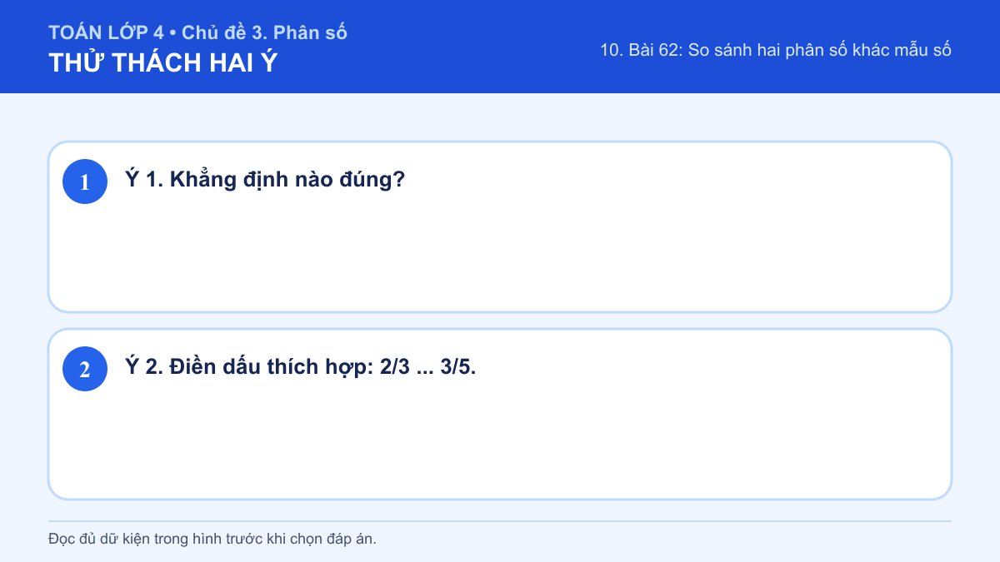 TOÁN LỚP 4 • Chủ đề 3. Phân số
THỬ THÁCH HAI Ý
10. Bài 62: So sánh hai phân số khác mẫu số
1
Ý 1. Khẳng định nào đúng?
2
Ý 2. Điền dấu thích hợp: 2/3 ... 3/5.
Đọc đủ dữ kiện trong hình trước khi chọn đáp án.